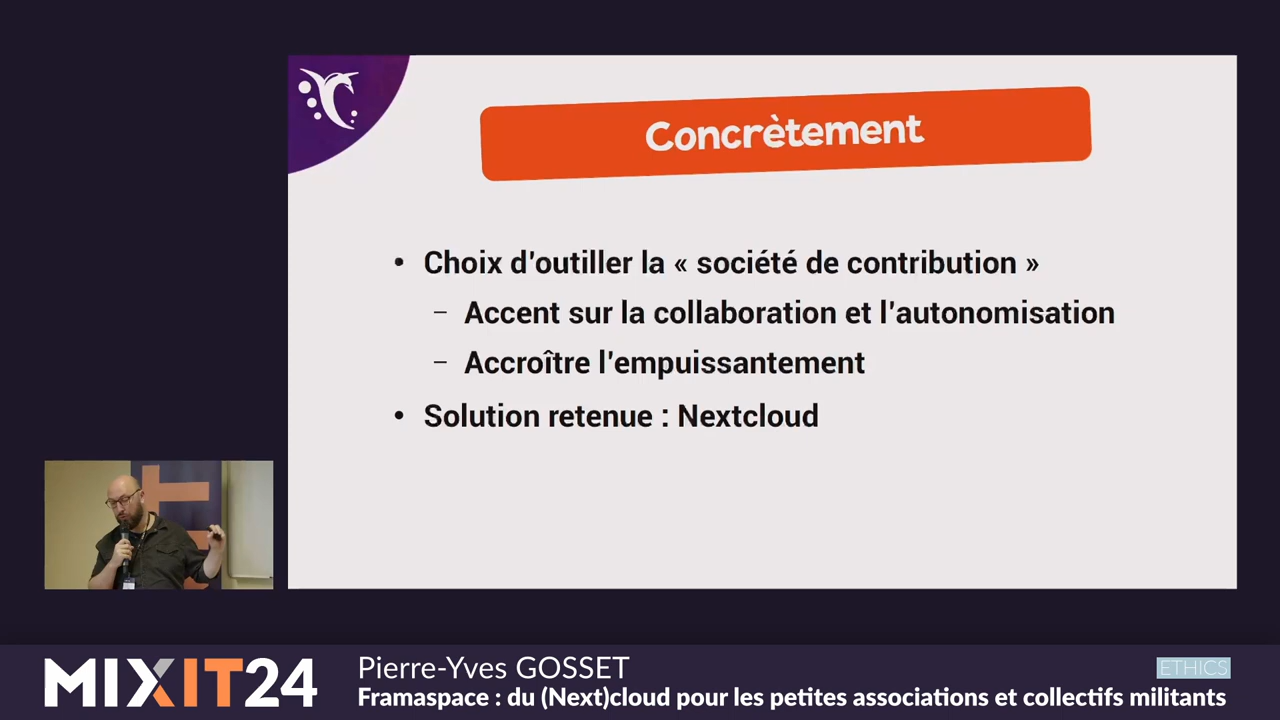 Concrètement
• Choix d'outiller la « société de contribution »
– Accent sur la collaboration et l'autonomisation
– Accroître l'empuissantement
• Solution retenue : Nextcloud
MIXIT24
Pierre-Yves GOSSET
ETHICS
Framaspace : du (Next)cloud pour les petites associations et collectifs militants